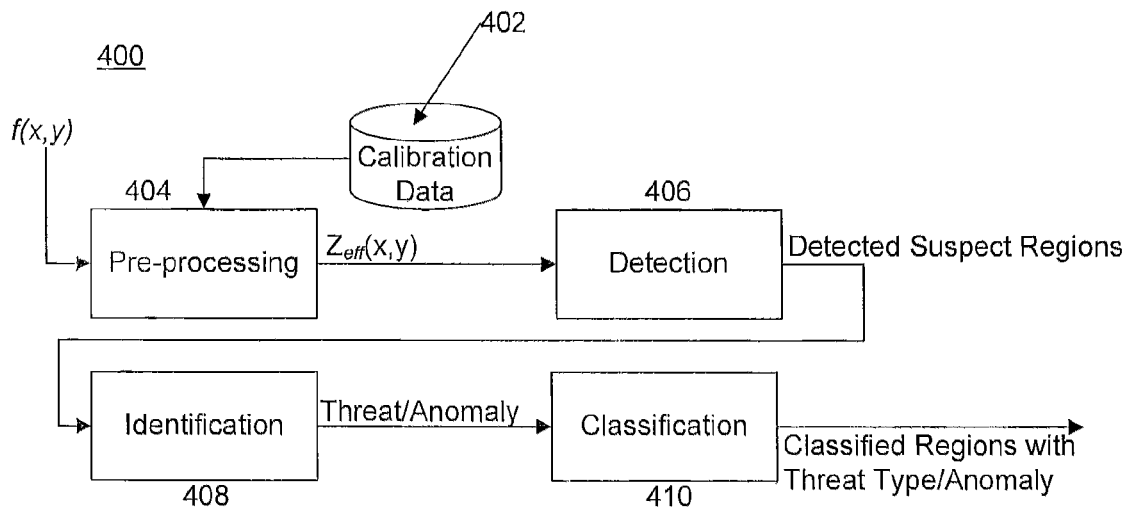 402
400
f(x,y)
Calibration
Data
404
406
Pre-processing
Zeff(x,y)
Detection
Detected Suspect Regions
Identification
Threat/Anomaly
Classification
Classified Regions with
Threat Type/Anomaly
408
410